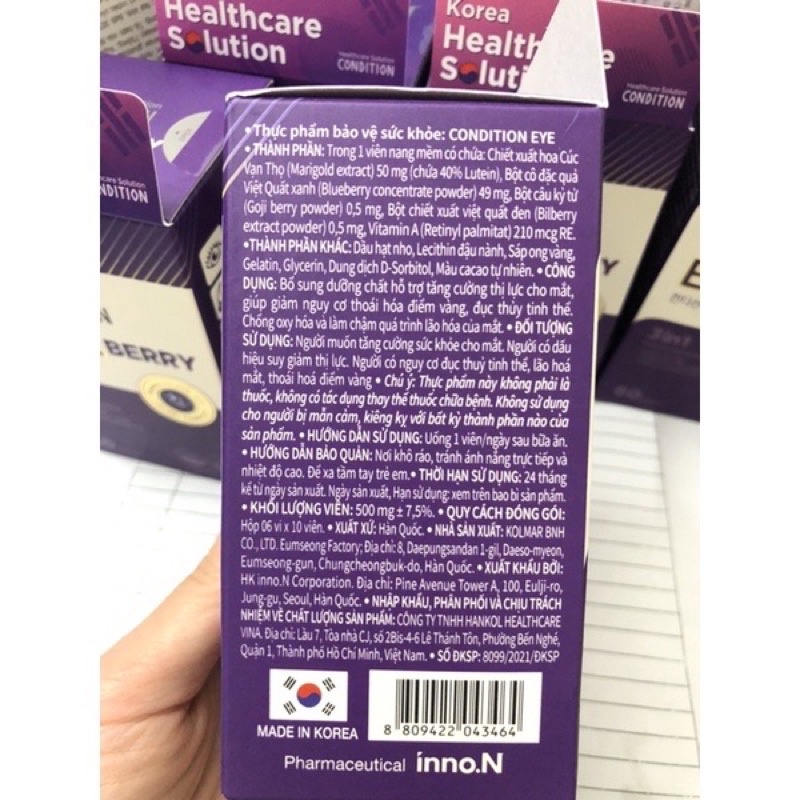 Healthcare
Solution
Healthcare Solution
CONDITION
Korea
Solut
Healthcare Solution
CONDITION
Healthcare Solution
NDITION
BERRY
• Thực phẩm bảo vệ sức khỏe: CONDITION EYE
• THÀNH PHẦN: Trong 1 viên nang mềm có chứa: Chiết xuất hoa Cúc
Vạn Thọ (Marigold extract) 50 mg (chứa 40% Lutein), Bột cô đặc quả
Việt Quất xanh (Blueberry concentrate powder) 49 mg, Bột câu kỷ tử
(Goji berry powder) 0,5 mg, Bột chiết xuất việt quất đen (Bilberry
extract powder) 0,5 mg, Vitamin A (Retinyl palmitat) 210 mcg RE.
• THÀNH PHẦN KHÁC: Dầu hạt nho, Lecithin đậu nành, Sáp ong vàng,
Gelatin, Glycerin, Dung dịch D-Sorbitol, Màu cacao tự nhiên. • CÔNG
DỤNG: Bổ sung dưỡng chất hỗ trợ tăng cường thị lực cho mắt,
giúp giảm nguy cơ thoái hóa điểm vàng, đục thủy tinh thể.
Chống oxy hóa và làm chậm quá trình lão hóa của mắt. • ĐỐI TƯỢNG
SỬ DỤNG: Người muốn tăng cường sức khỏe cho mắt. Người có dấu
hiệu suy giảm thị lực. Người có nguy cơ đục thuỷ tinh thể, lão hoá
mắt, thoái hoá điểm vàng • Chú ý: Thực phẩm này không phải là
thuốc, không có tác dụng thay thế thuốc chữa bệnh. Không sử dụng
cho người bị mẫn cảm, kiêng kỵ với bất kỳ thành phần nào của
sản phẩm. • HƯỚNG DẪN SỬ DỤNG: Uống 1 viên/ngày sau bữa ăn.
• HƯỚNG DẪN BẢO QUẢN: Nơi khô ráo, tránh ánh nắng trực tiếp và
nhiệt độ cao. Để xa tầm tay trẻ em. • THỜI HẠN SỬ DỤNG: 24 tháng
kể từ ngày sản xuất. Ngày sản xuất, Hạn sử dụng: xem trên bao bì sản phẩm.
• KHỐI LƯỢNG VIÊN: 500 mg ± 7,5%. • QUY CÁCH ĐÓNG GÓI:
Hộp 06 vỉ x 10 viên. • XUẤT XỨ: Hàn Quốc. • NHÀ SẢN XUẤT: KOLMAR BNH
CO., LTD. Eumseong Factory; Địa chỉ: 8, Daepungsandan 1-gil, Daeso-myeon,
Eumseong-gun, Chungcheongbuk-do, Hàn Quốc. • XUẤT KHẨU BỞI:
HK inno.N Corporation. Địa chỉ: Pine Avenue Tower A, 100, Eulji-ro,
Jung-gu, Seoul, Hàn Quốc. • NHẬP KHẨU, PHÂN PHỐI VÀ CHỊU TRÁCH
NHIỆM VỀ CHẤT LƯỢNG SẢN PHẨM: CÔNG TY TNHH HANKOL HEALTHCARE
VINA. Địa chỉ: Lầu 7, Tòa nhà CJ, số 2Bis-4-6 Lê Thánh Tôn, Phường Bến Nghé,
Quận 1, Thành phố Hồ Chí Minh, Việt Nam. • SỐ ĐKSP: 8099/2021/ĐKSP
MADE IN KOREA
8 809422 043464
Pharmaceutical inno.N